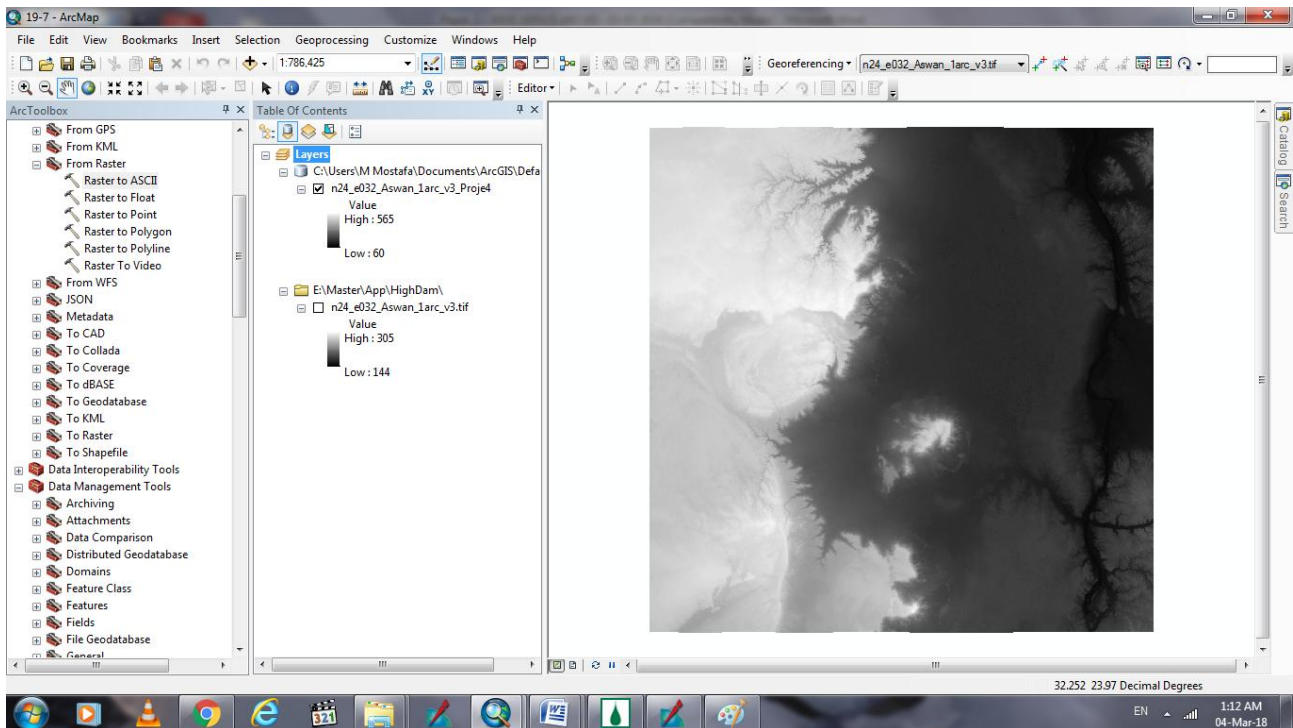 19-7 - ArcMap
File Edit View Bookmarks Insert Selection Geoprocessing Customize Windows Help
1:786,425
Georeferencing
n24_e032_Aswan_1arc_v3.tif
Editor
ArcToolbox
From GPS
From KML
From Raster
Raster to ASCII
Raster to Float
Raster to Point
Raster to Polygon
Raster to Polyline
Raster To Video
From WFS
JSON
Metadata
To CAD
To Collada
To Coverage
To dBASE
To Geodatabase
To KML
To Raster
To Shapefile
Data Interoperability Tools
Data Management Tools
Archiving
Attachments
Data Comparison
Distributed Geodatabase
Domains
Feature Class
Features
Fields
File Geodatabase
General
Table Of Contents
Layers
C:\Users\M Mostafa\Documents\ArcGIS\Defa
n24_e032_Aswan_1arc_v3_Proje4
Value
High : 565
Low : 60
E:\Master\App\HighDam\
n24_e032_Aswan_1arc_v3.tif
Value
High : 305
Low : 144
Catalog
Search
32.252 23.97 Decimal Degrees
321
EN
1:12 AM
04-Mar-18